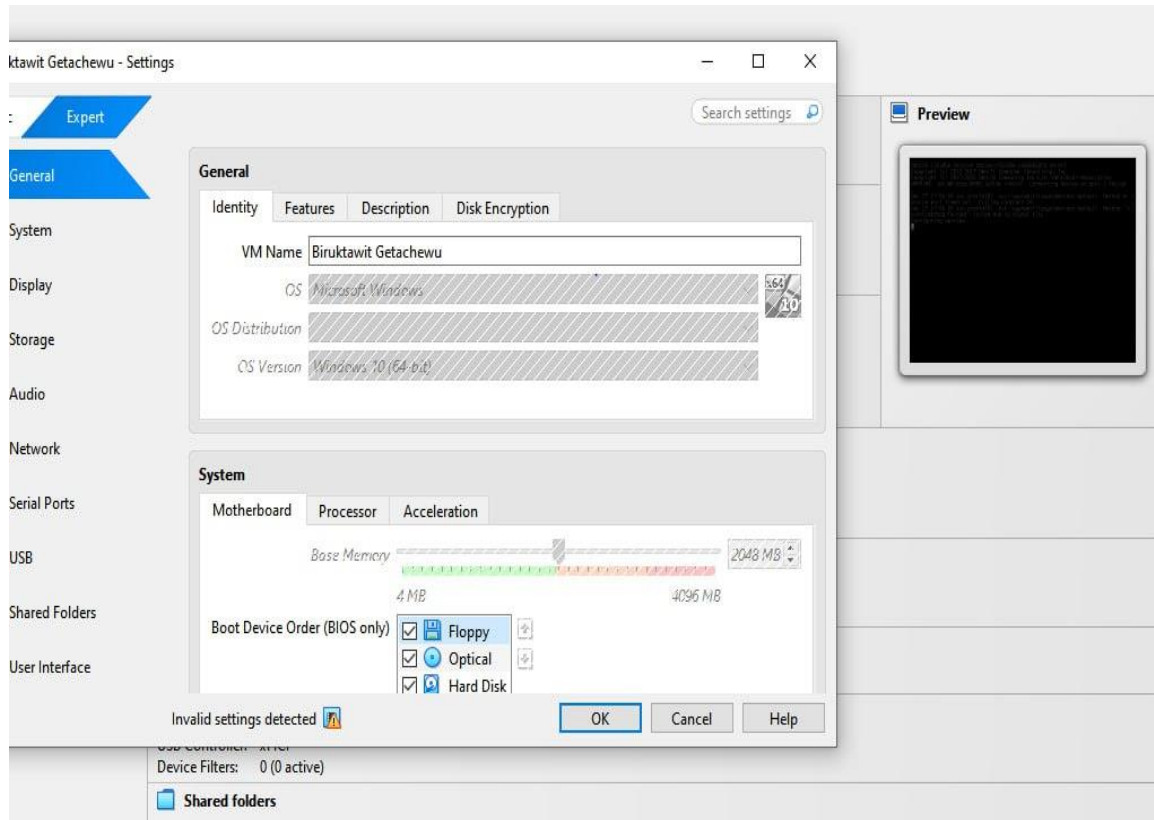 ktawit Getachewu - Settings
Expert
Search settings
General
System
Display
Storage
Audio
Network
Serial Ports
USB
Shared Folders
User Interface
General
Identity Features Description Disk Encryption
VM Name Biruktawit Getachewu
OS Microsoft Windows
x64
10
OS Distribution
OS Version Windows 10 (64-bit)
System
Motherboard Processor Acceleration
Base Memory 2048 MB
4 MB 4096 MB
Boot Device Order (BIOS only) Floppy
Optical
Hard Disk
Invalid settings detected OK Cancel Help
Device Filters: 0 (0 active)
Shared folders
Preview